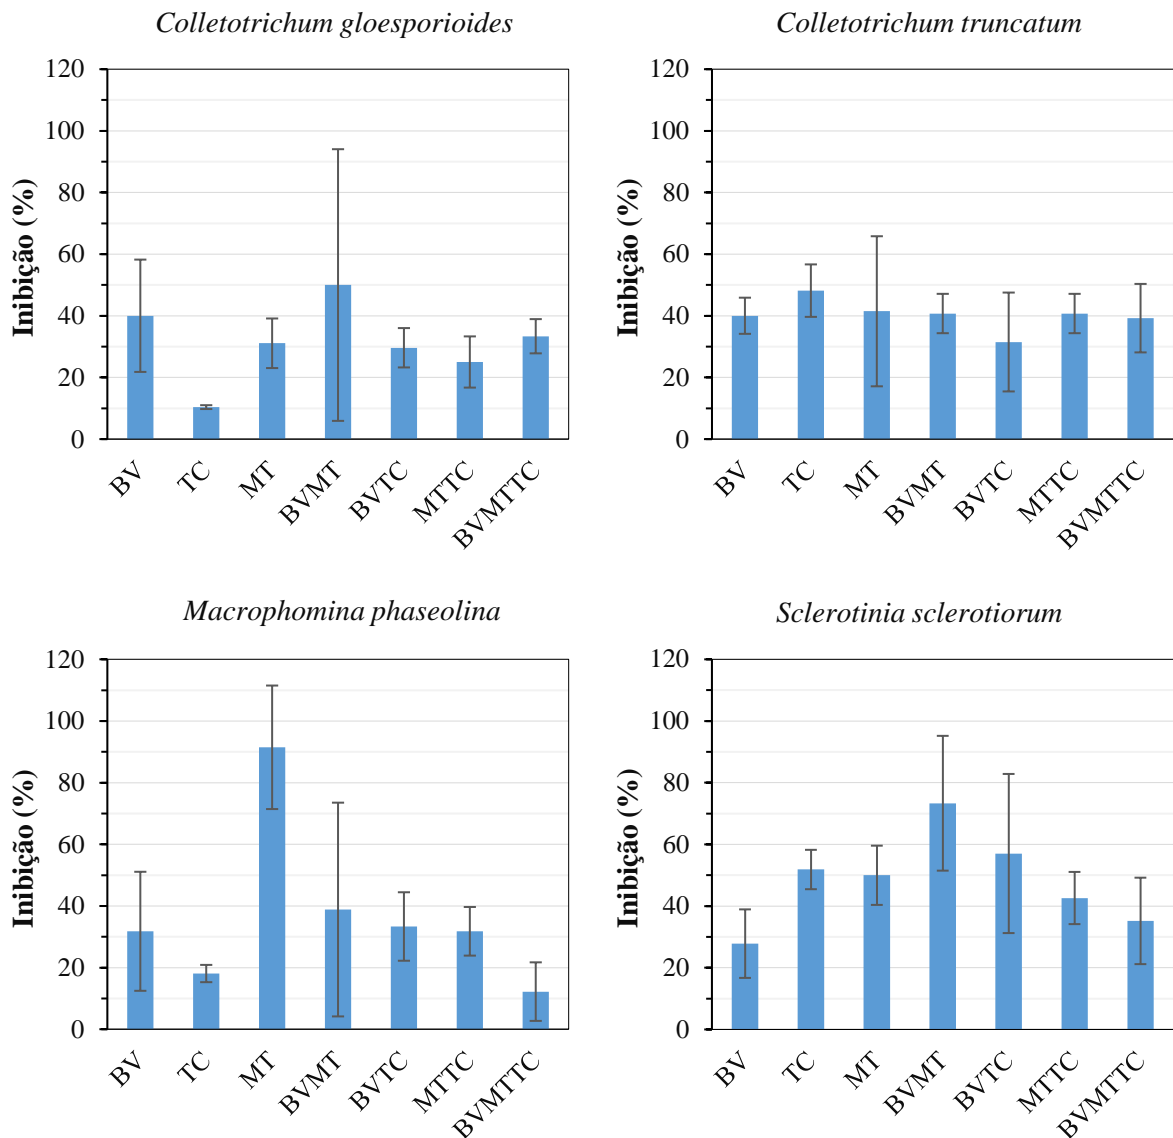 Colletotrichum gloesporioides
Inibição (%)
120
100
80
60
40
20
0
BV
TC
MT
BVMT
BVTC
MTTC
BVMTTC
Colletotrichum truncatum
Inibição (%)
120
100
80
60
40
20
0
BV
TC
MT
BVMT
BVTC
MTTC
BVMTTC
Macrophomina phaseolina
Inibição (%)
120
100
80
60
40
20
0
BV
TC
MT
BVMT
BVTC
MTTC
BVMTTC
Sclerotinia sclerotiorum
Inibição (%)
120
100
80
60
40
20
0
BV
TC
MT
BVMT
BVTC
MTTC
BVMTTC